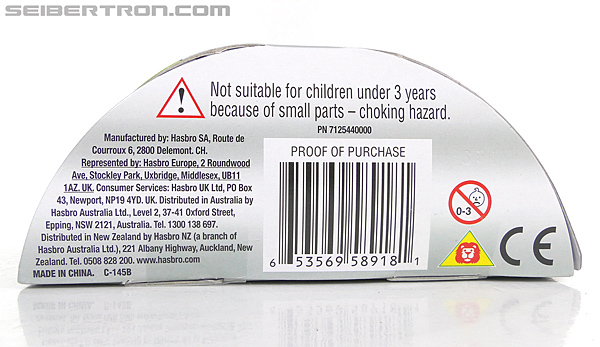 SEIBERTRON.COM
Not suitable for children under 3 years
because of small parts – choking hazard.
PN 7125440000
Manufactured by: Hasbro SA, Route de
Courroux 6, 2800 Delemont. CH.
Represented by: Hasbro Europe, 2 Roundwood
Ave, Stockley Park, Uxbridge, Middlesex, UB11
1AZ. UK. Consumer Services: Hasbro UK Ltd, PO Box
43, Newport, NP19 4YD. UK. Distributed in Australia by
Hasbro Australia Ltd., Level 2, 37-41 Oxford Street,
Epping, NSW 2121, Australia. Tel. 1300 138 697.
Distributed in New Zealand by Hasbro NZ (a branch of
Hasbro Australia Ltd.), 221 Albany Highway, Auckland, New
Zealand. Tel. 0508 828 200. www.hasbro.com
MADE IN CHINA. C-145B
PROOF OF PURCHASE
6 53569 58918 1
0-3
CE